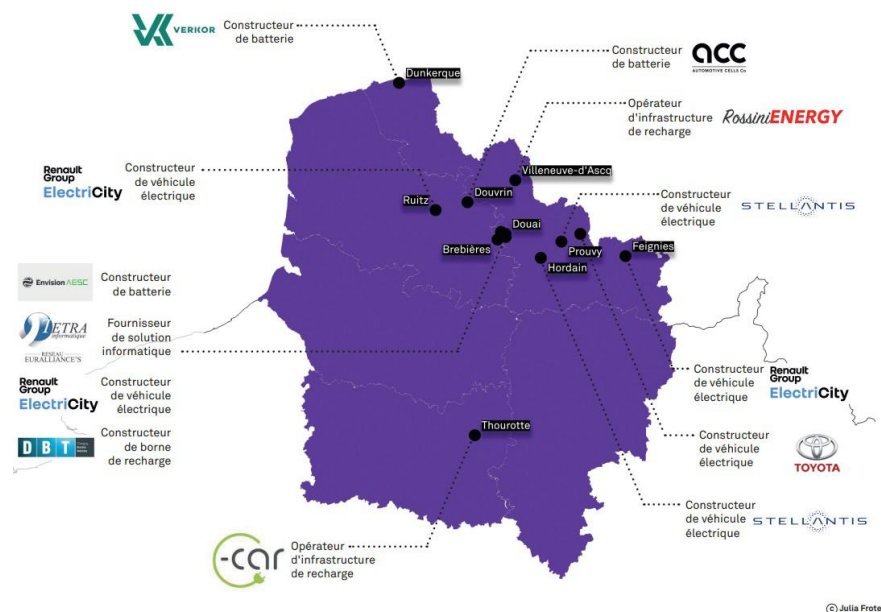 VERKOR
Constructeur
de batterie
Dunkerque
Constructeur
de batterie
acc
AUTOMOTIVE CELLS Co
Opérateur
d'infrastructure
de recharge
RossiniENERGY
Villeneuve-d'Ascq
Renault
Group
ElectriCity
Constructeur
de véhicule
électrique
Ruitz
Douvrin
Constructeur
de véhicule
électrique
STELLANTIS
Douai
Brebières
Prouvy
Hordain
Feignies
Envision AESC
Constructeur
de batterie
JETRA
informatique
RESEAU
EURALLIANCE'S
Fournisseur
de solution
informatique
Renault
Group
ElectriCity
Constructeur
de véhicule
électrique
DBT
Constructeur
de borne
de recharge
Constructeur
de véhicule
électrique
Renault
Group
ElectriCity
Thourotte
Constructeur
de véhicule
électrique
TOYOTA
Constructeur
de véhicule
électrique
STELLANTIS
-car
Opérateur
d'infrastructure
de recharge
© Julia Frote